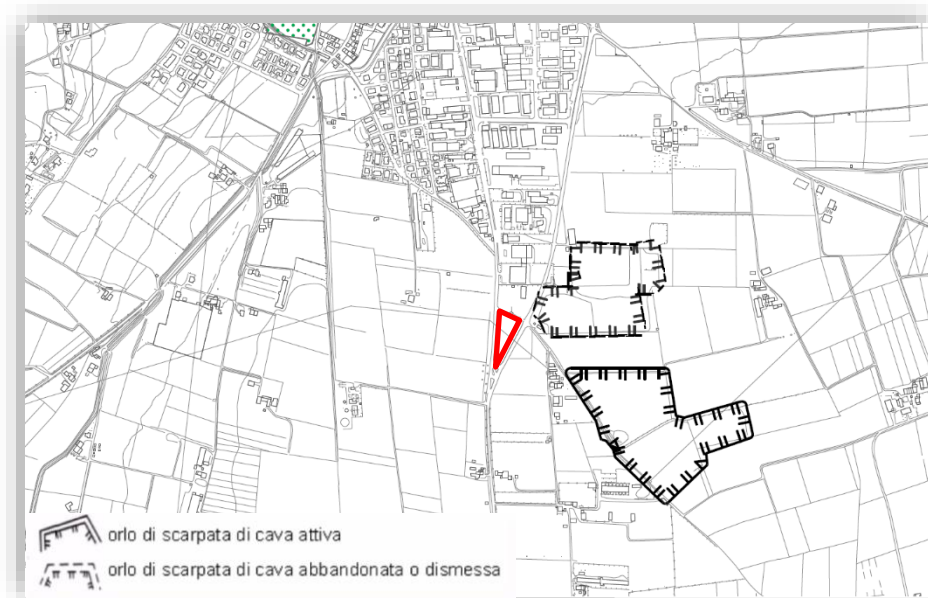 orlo di scarpata di cava attiva
orlo di scarpata di cava abbandonata o dismessa